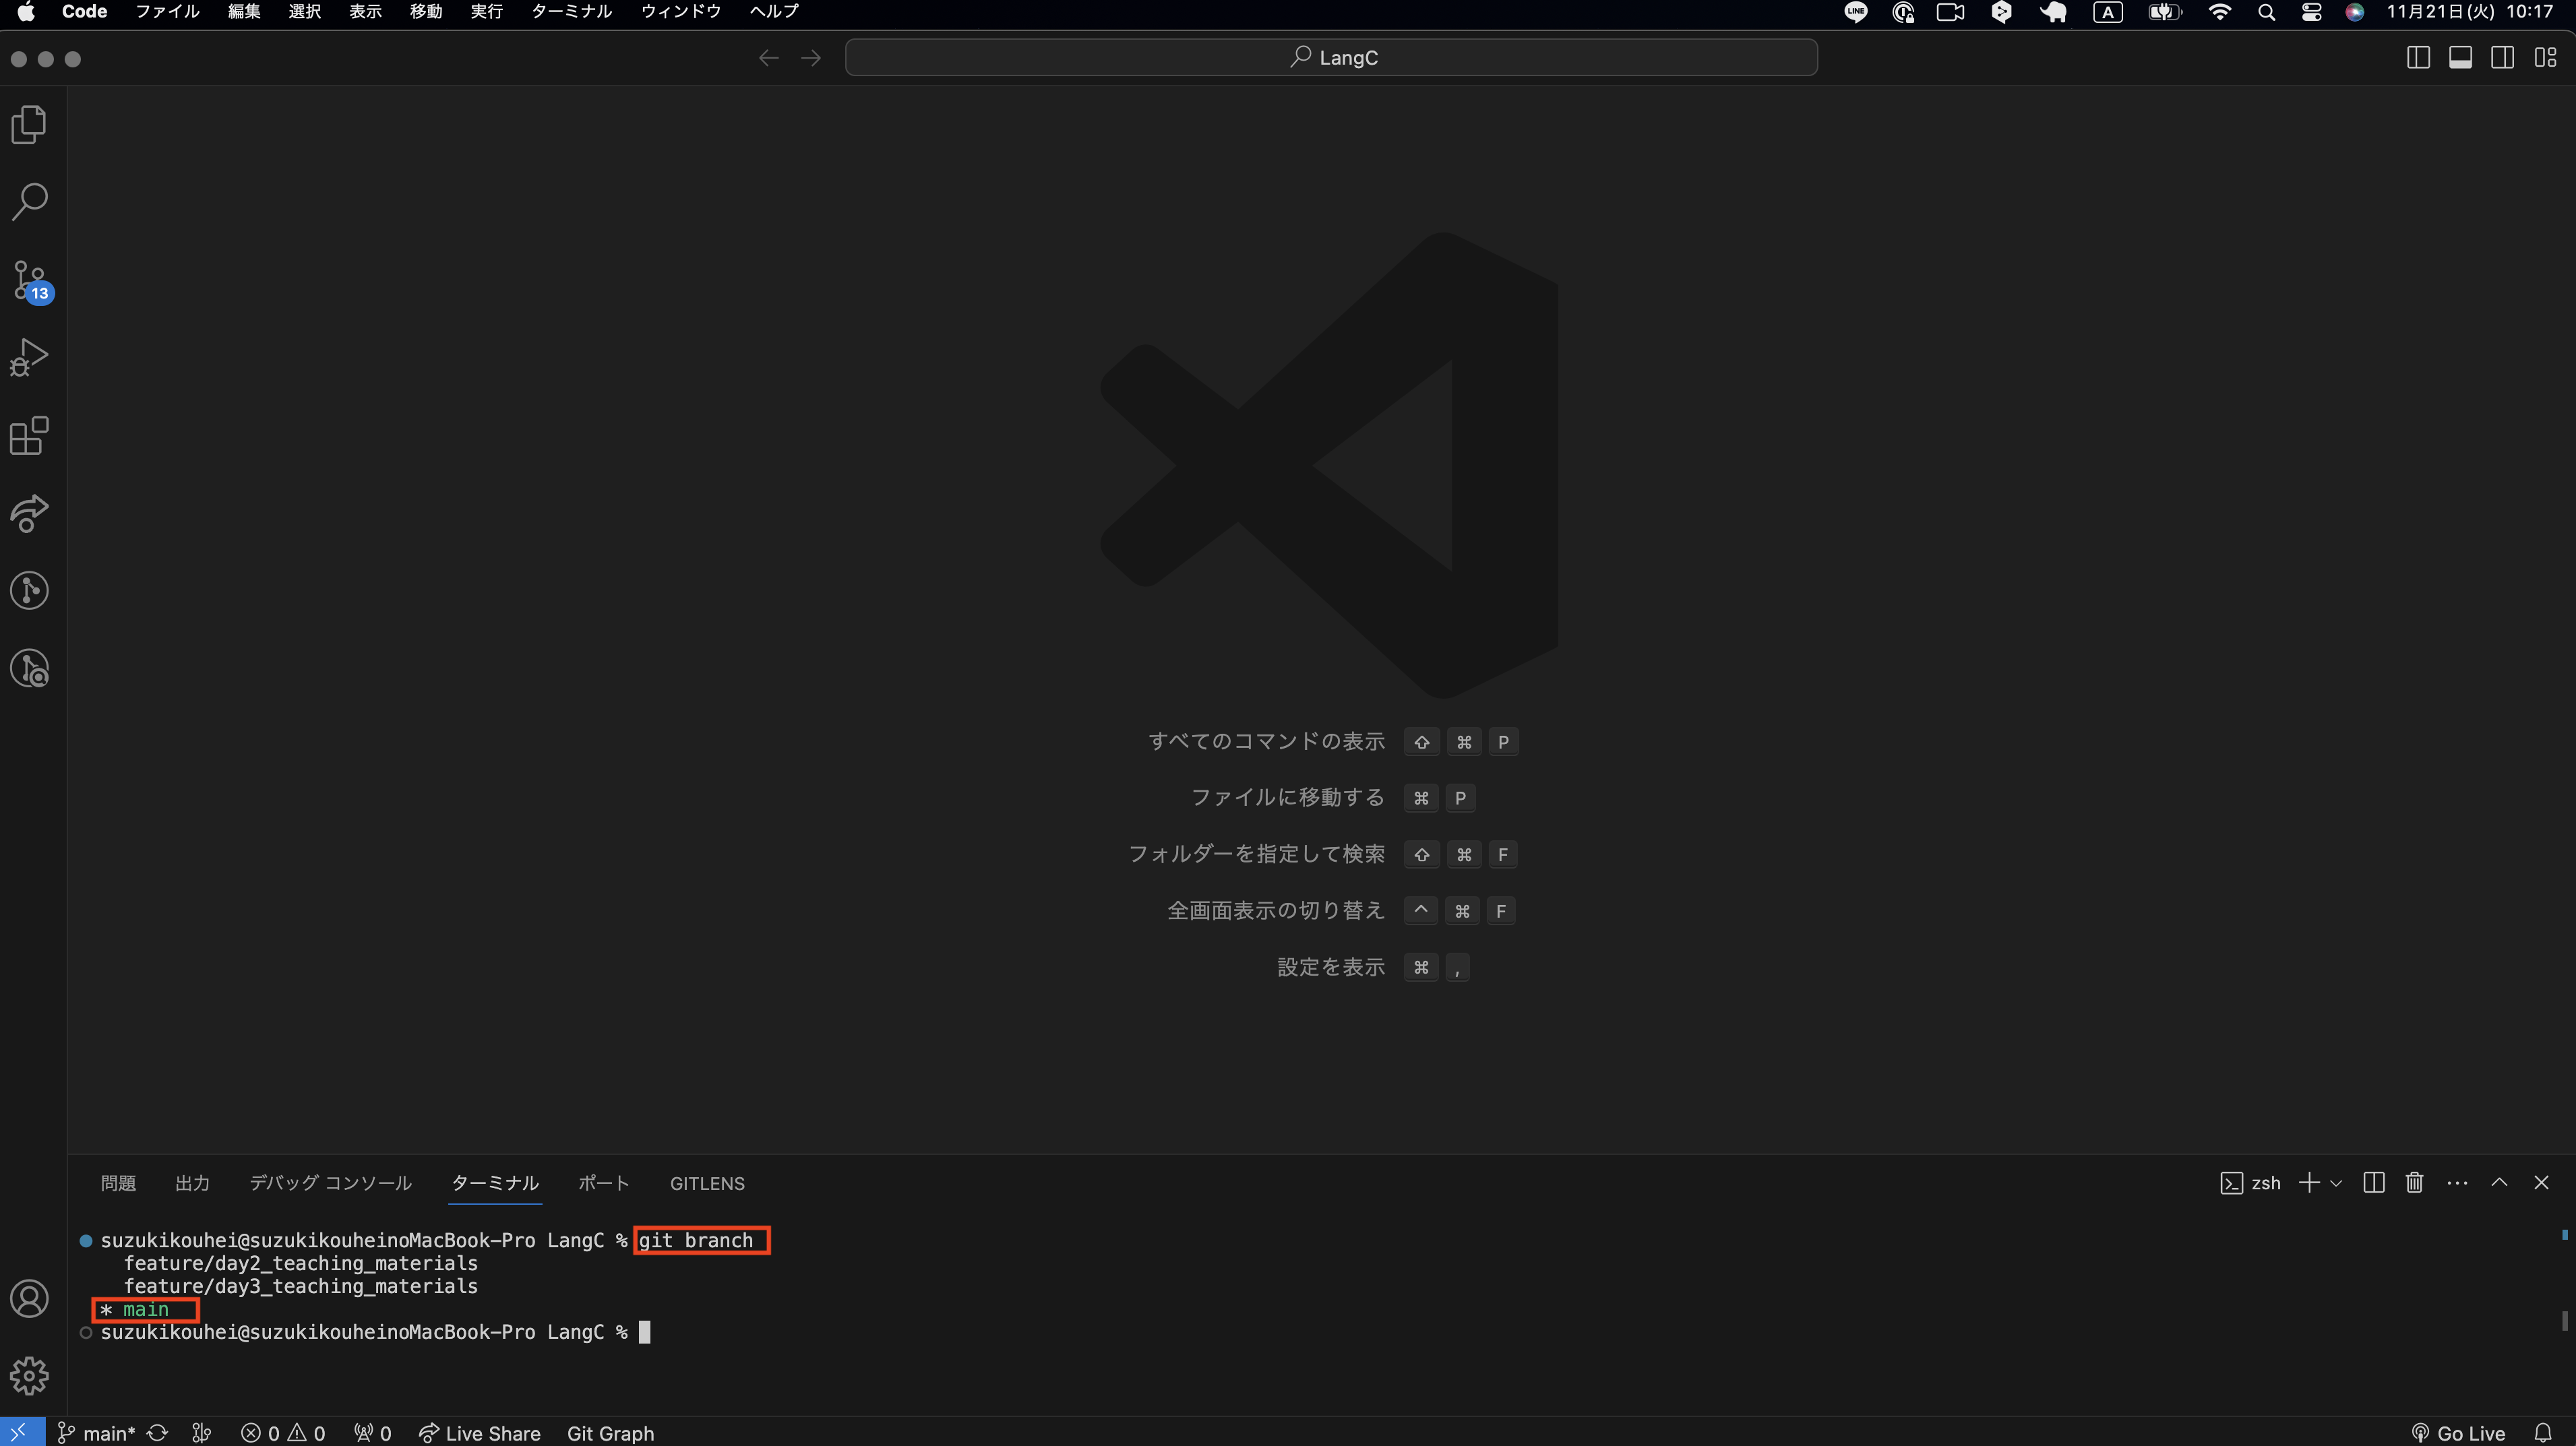 Code ファイル 編集 選択 表示 移動 実行 ターミナル ウィンドウ ヘルプ LINE A 11月21日(火) 10:17
LangC
13
すべてのコマンドの表示 ⇧ ⌘ P
ファイルに移動する ⌘ P
フォルダーを指定して検索 ⇧ ⌘ F
全画面表示の切り替え ^ ⌘ F
設定を表示 ⌘ ,
問題 出力 デバッグ コンソール ターミナル ポート GITLENS zsh
suzukikouhei@suzukikouheinoMacBook-Pro LangC % git branch
feature/day2_teaching_materials
feature/day3_teaching_materials
* main
suzukikouhei@suzukikouheinoMacBook-Pro LangC %
main* 0 0 0 Live Share Git Graph Go Live